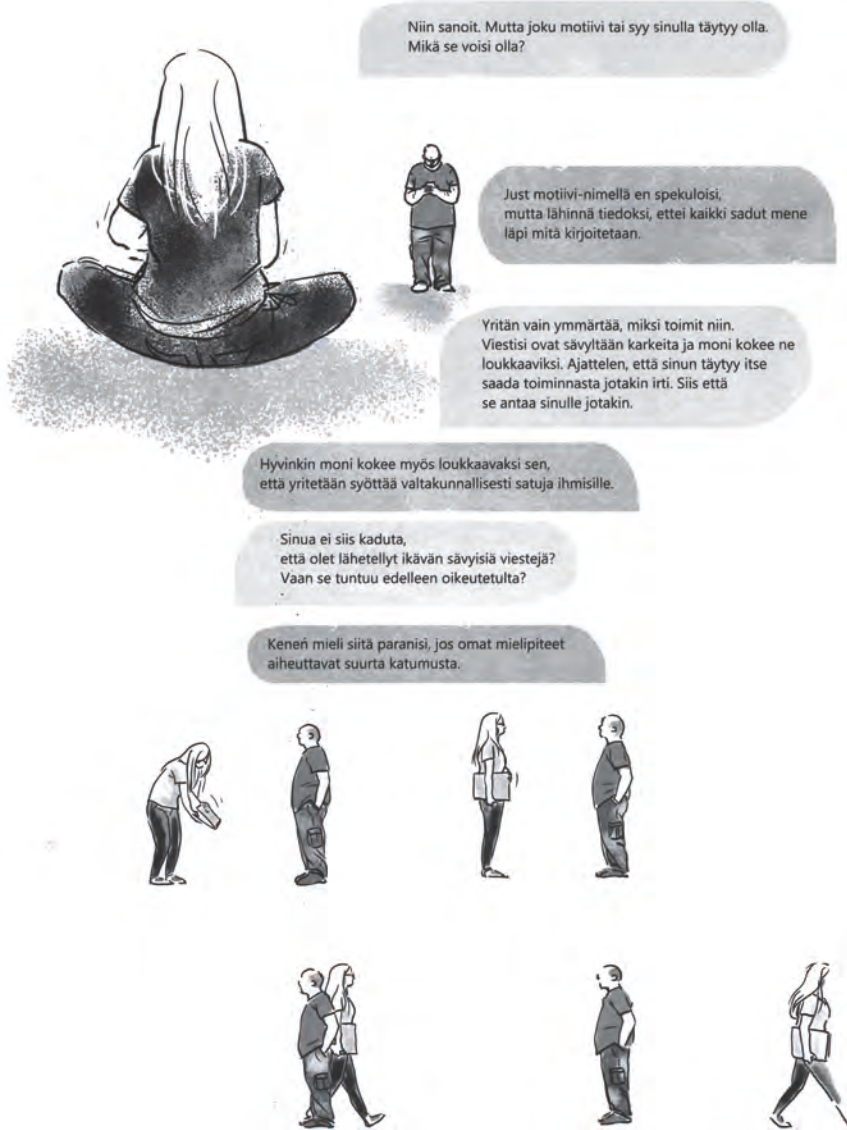 Niin sanoit. Mutta joku motiivi tai syy sinulla täytyy olla.
Mikä se voisi olla?
Just motiivi-nimellä en spekuloisi,
mutta lähinnä tiedoksi, ettei kaikki sadut mene
läpi mitä kirjoitetaan.
Yritän vain ymmärtää, miksi toimit niin.
Viestisi ovat sävyltään karkeita ja moni kokee ne
loukkaaviksi. Ajattelen, että sinun täytyy itse
saada toiminnasta jotakin irti. Siis että
se antaa sinulle jotakin.
Hyvinkin moni kokee myös loukkaavaksi sen,
että yritetään syöttää valtakunnallisesti satuja ihmisille.
Sinua ei siis kaduta,
että olet lähetellyt ikävän sävyisiä viestejä?
Vaan se tuntuu edelleen oikeutetulta?
Kenen mieli siitä paranisi, jos omat mielipiteet
aiheuttavat suurta katumusta.